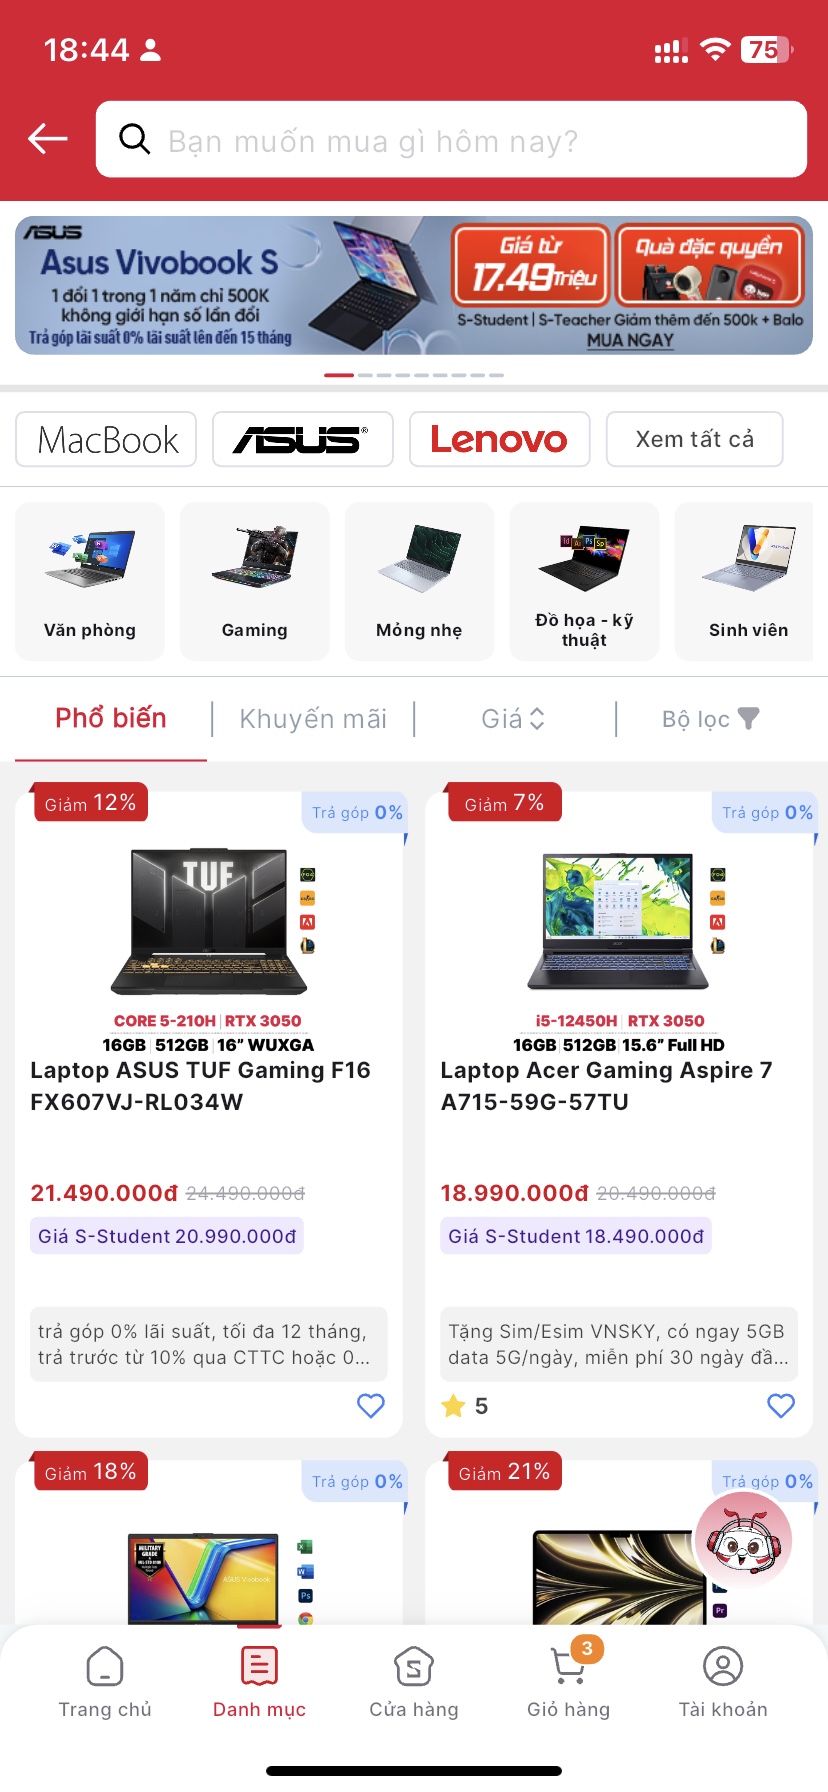 18:44
75
Bạn muốn mua gì hôm nay?
ASUS
Asus Vivobook S
1 đổi 1 trong 1 năm chỉ 500K
không giới hạn số lần đổi
Trả góp lãi suất 0% lãi suất lên đến 15 tháng
Giá từ
17.49Triệu
Quà đặc quyền
S-Student | S-Teacher Giảm thêm đến 500k + Balo
MUA NGAY
MacBook
ASUS®
Lenovo
Xem tất cả
Văn phòng
Gaming
Mỏng nhẹ
Đồ họa - kỹ
thuật
Sinh viên
Phổ biến
Khuyến mãi
Giá
Bộ lọc
Giảm 12%
Trả góp 0%
TUF
CORE 5-210H | RTX 3050
16GB | 512GB | 16” WUXGA
Laptop ASUS TUF Gaming F16
FX607VJ-RL034W
21.490.000đ 24.490.000đ
Giá S-Student 20.990.000đ
trả góp 0% lãi suất, tối đa 12 tháng,
trả trước từ 10% qua CTTC hoặc 0...
Giảm 7%
Trả góp 0%
i5-12450H | RTX 3050
16GB | 512GB | 15.6” Full HD
Laptop Acer Gaming Aspire 7
A715-59G-57TU
18.990.000đ 20.490.000đ
Giá S-Student 18.490.000đ
Tặng Sim/Esim VNSKY, có ngay 5GB
data 5G/ngày, miễn phí 30 ngày đầ...
5
Giảm 18%
Trả góp 0%
MILITARY
GRADE
ASUS Vivobook
Ps
Giảm 21%
Trả góp 0%
Pr
Trang chủ
Danh mục
Cửa hàng
3
Giỏ hàng
Tài khoản